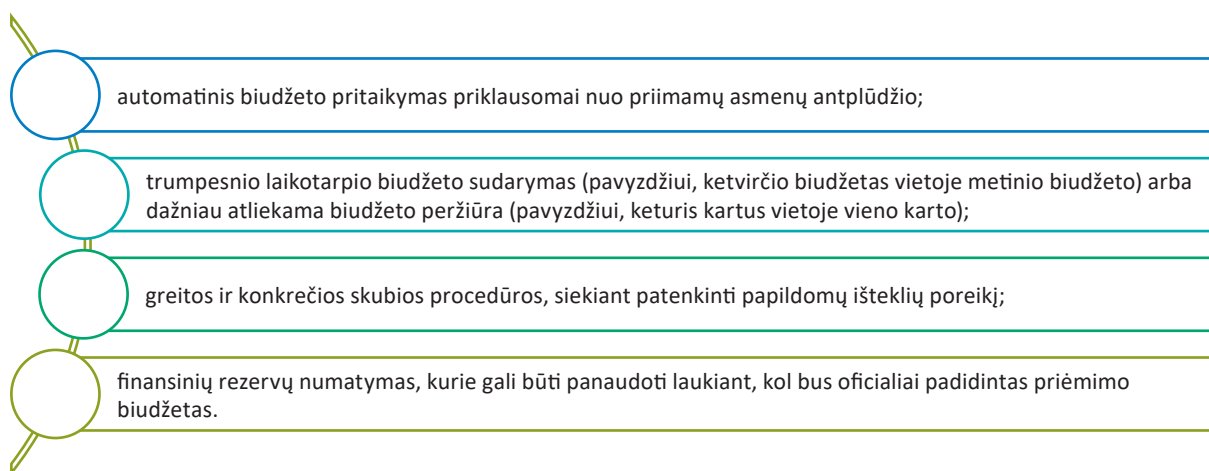 automatinis biudžeto pritaikymas priklausomai nuo priimamų asmenų antplūdžio;
trumpesnio laikotarpio biudžeto sudarymas (pavyzdžiui, ketvirčio biudžetas vietoje metinio biudžeto) arba
dažniau atliekama biudžeto peržiūra (pavyzdžiui, keturis kartus vietoje vieno karto);
greitos ir konkrečios skubios procedūros, siekiant patenkinti papildomų išteklių poreikį;
finansinių rezervų numatymas, kurie gali būti panaudoti laukiant, kol bus oficialiai padidintas priėmimo
biudžetas.